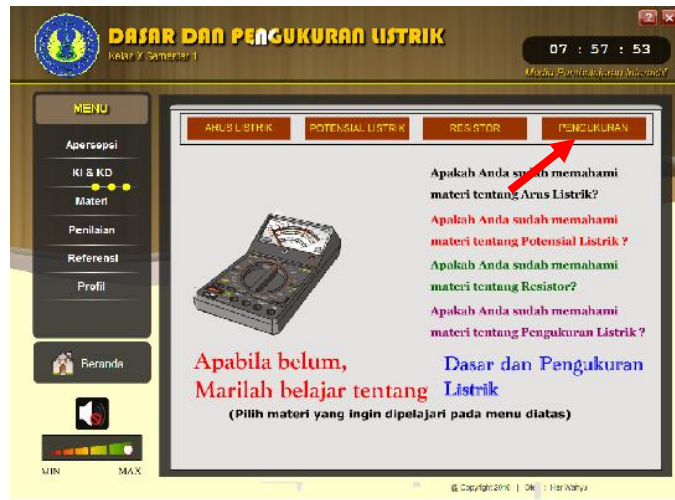 DASAR DAN PENGUKURAN LISTRIK
Kelas X Semester 1
07 : 57 : 53
Media Pembelajaran Interaktif
MENU
Apersepsi
KI & KD
Materi
Penilaian
Referensi
Profil
Beranda
MIN MAX
ARUS LISTRIK POTENSIAL LISTRIK RESISTOR PENGUKURAN
Apakah Anda sudah memahami
materi tentang Arus Listrik?
Apakah Anda sudah memahami
materi tentang Potensial Listrik ?
Apakah Anda sudah memahami
materi tentang Resistor?
Apakah Anda sudah memahami
materi tentang Pengukuran Listrik ?
Apabila belum,
Marilah belajar tentang
Dasar dan Pengukuran
Listrik
(Pilih materi yang ingin dipelajari pada menu diatas)
@ Copyright 2016 | : Her Wahyu